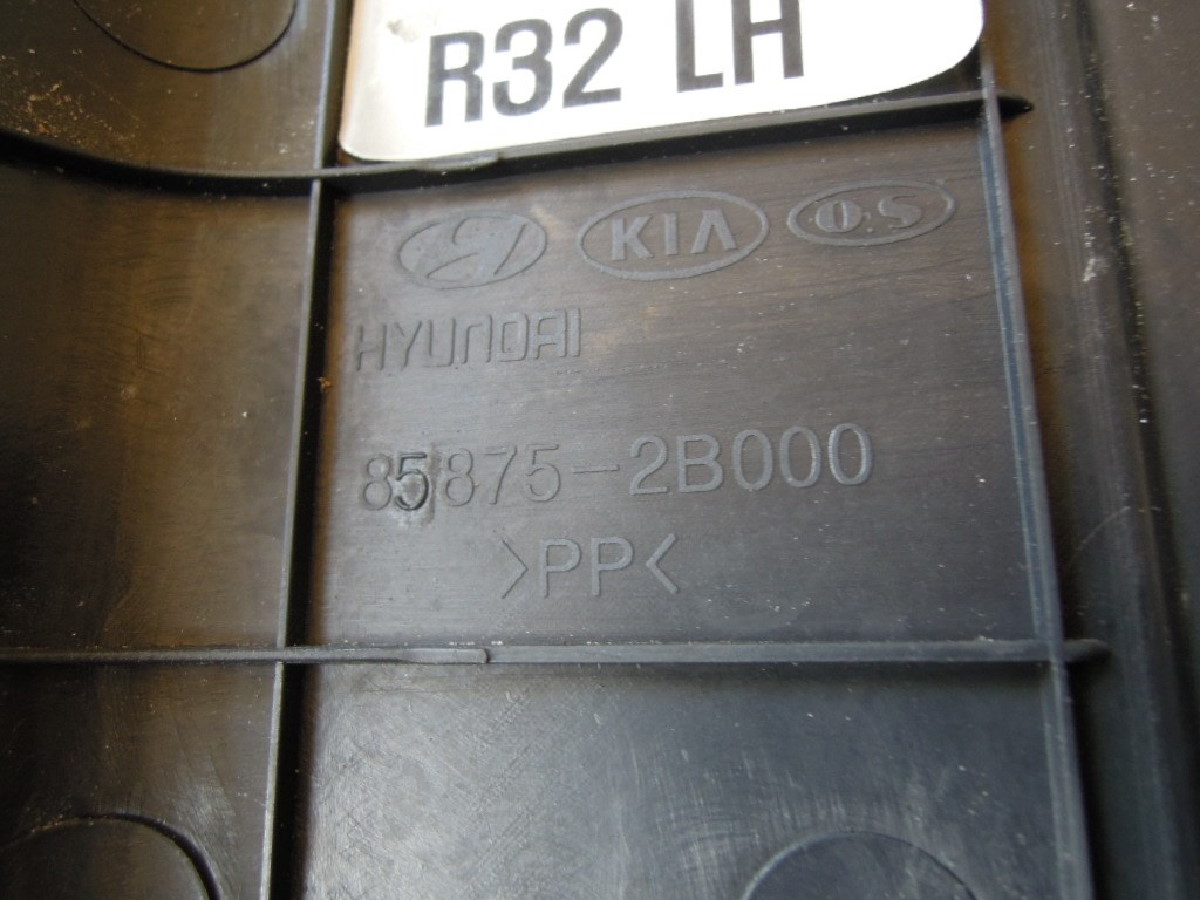 R32 LH
KIA O·S
HYUNDAI
85875-2B000
>PP<